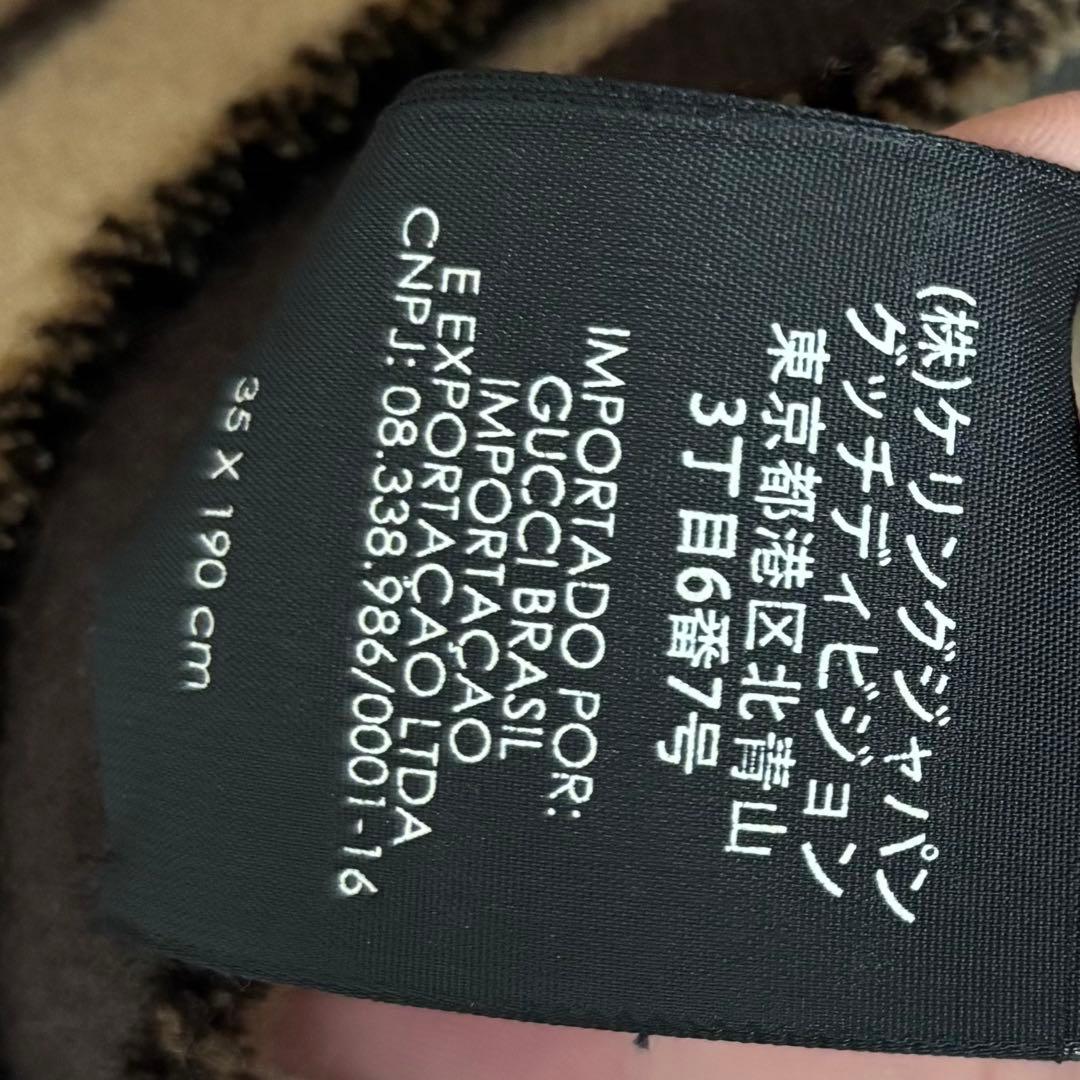 (株)ケリングジャパン
グッチディビジョン
東京都港区北青山
3丁目6番7号
IMPORTADO POR:
GUCCI BRASIL
IMPORTAÇAO
E EXPORTAÇAO LTDA
CNPJ: 08.338.986/0001-16
35 X 190 cm